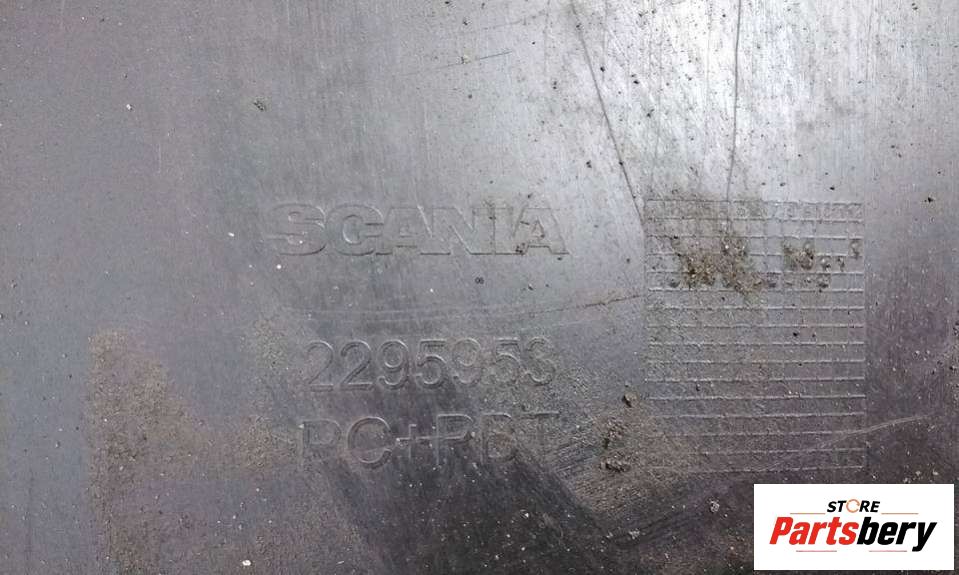 SCANIA
2295953
PC+PBT
STORE
Partsbery